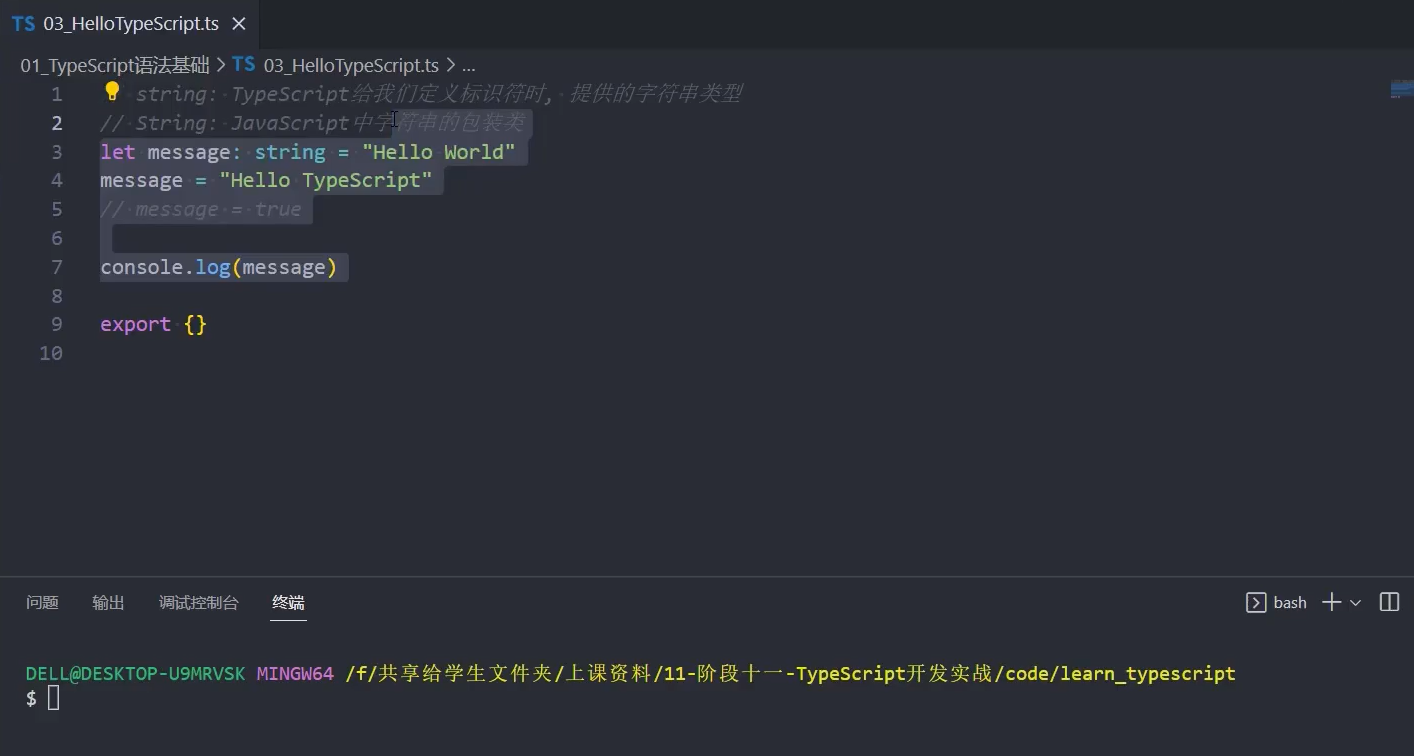 TS 03_HelloTypeScript.ts
01_TypeScript语法基础 > TS 03_HelloTypeScript.ts > ...
1 string: TypeScript给我们定义标识符时, 提供的字符串类型
2 // String: JavaScript中字符串的包装类
3 let message: string = "Hello World"
4 message = "Hello TypeScript"
5 // message = true
6
7 console.log(message)
8
9 export {}
10
问题 输出 调试控制台 终端 bash
DELL@DESKTOP-U9MRVSK MINGW64 /f/共享给学生文件夹/上课资料/11-阶段十一-TypeScript开发实战/code/learn_typescript
$